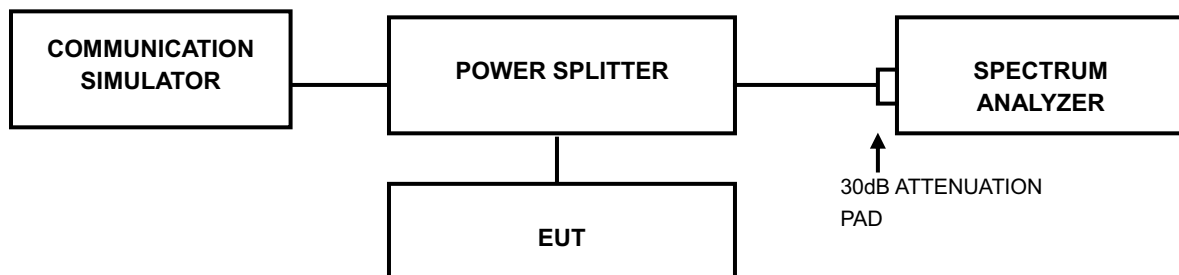 COMMUNICATION
SIMULATOR
POWER SPLITTER
SPECTRUM
ANALYZER
30dB ATTENUATION
PAD
EUT